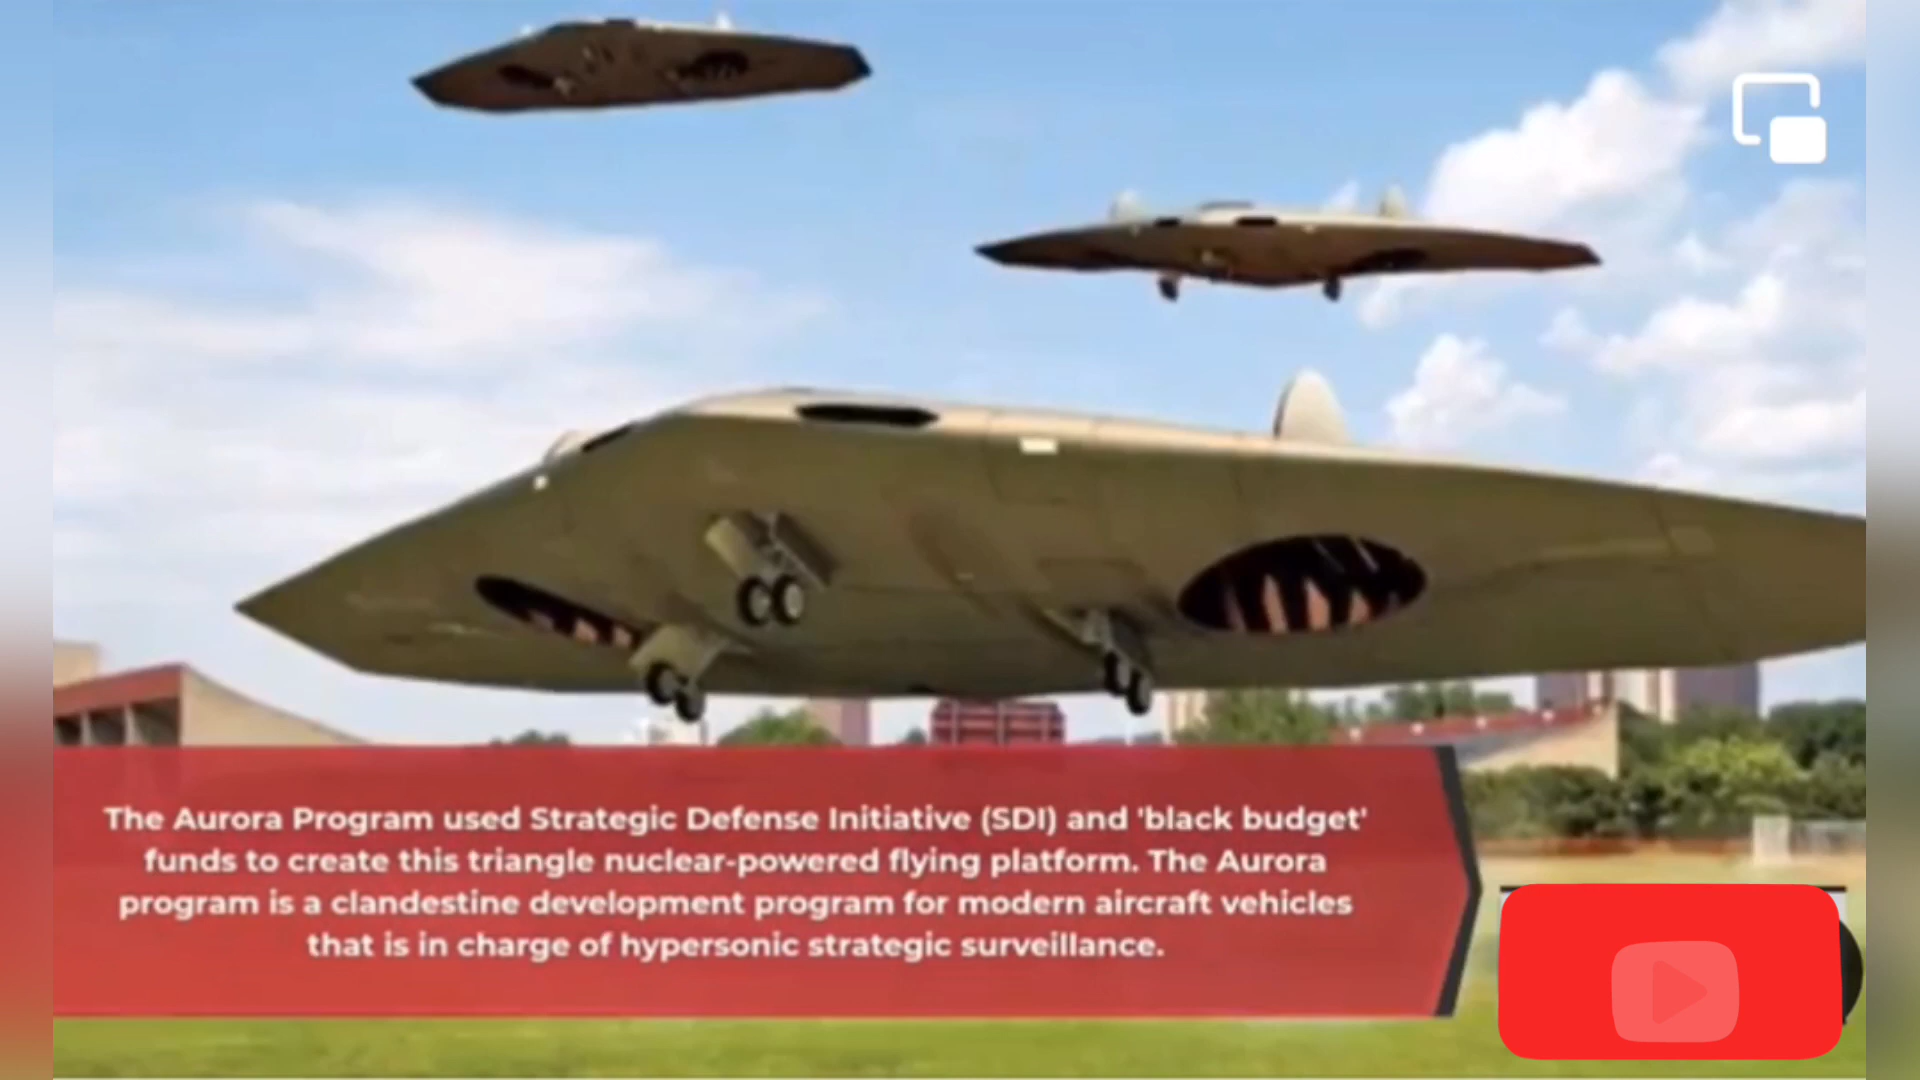 The Aurora Program used Strategic Defense Initiative (SDI) and 'black budget'
funds to create this triangle nuclear-powered flying platform. The Aurora
program is a clandestine development program for modern aircraft vehicles
that is in charge of hypersonic strategic surveillance.